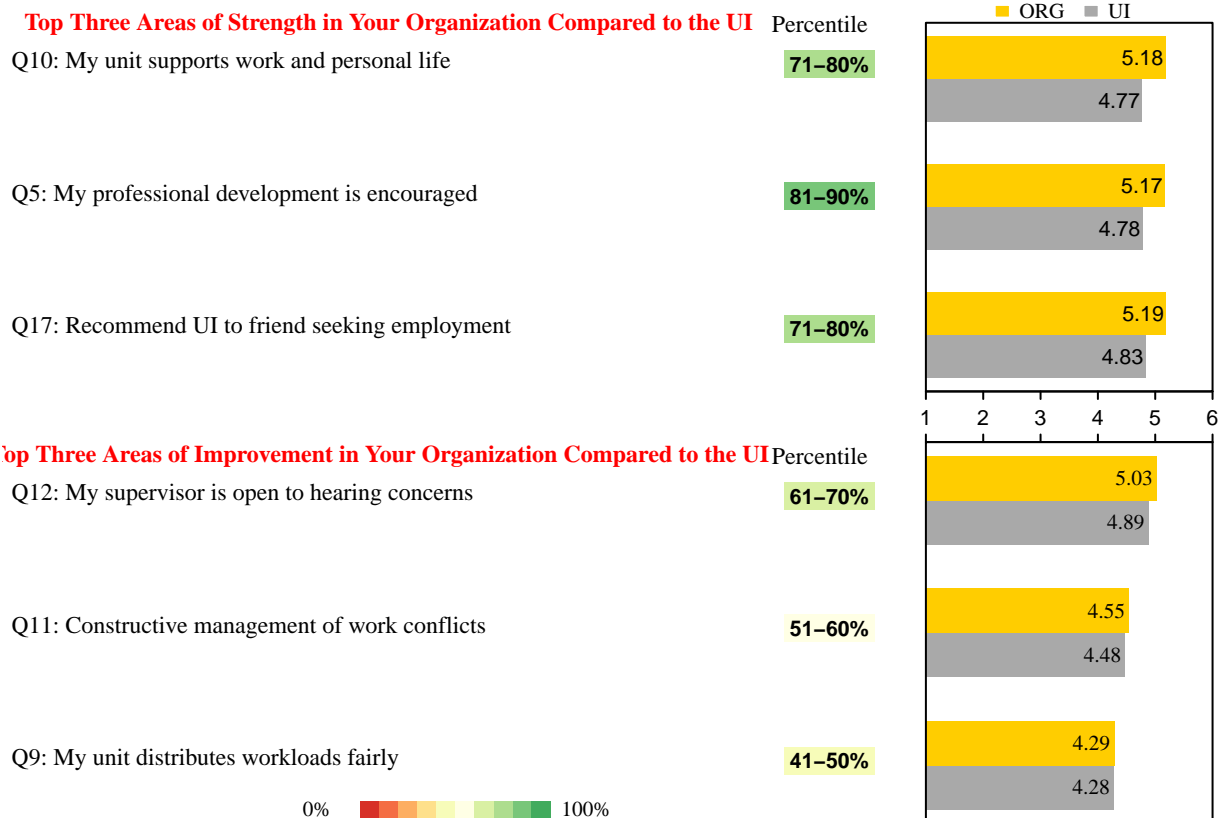 ORG UI
Top Three Areas of Strength in Your Organization Compared to the UI Percentile
Q10: My unit supports work and personal life 71−80% 5.18
4.77
Q5: My professional development is encouraged 81−90% 5.17
4.78
Q17: Recommend UI to friend seeking employment 71−80% 5.19
4.83
1 2 3 4 5 6
op Three Areas of Improvement in Your Organization Compared to the UI Percentile
Q12: My supervisor is open to hearing concerns 61−70% 5.03
4.89
Q11: Constructive management of work conflicts 51−60% 4.55
4.48
Q9: My unit distributes workloads fairly 41−50% 4.29
4.28
0% 100%